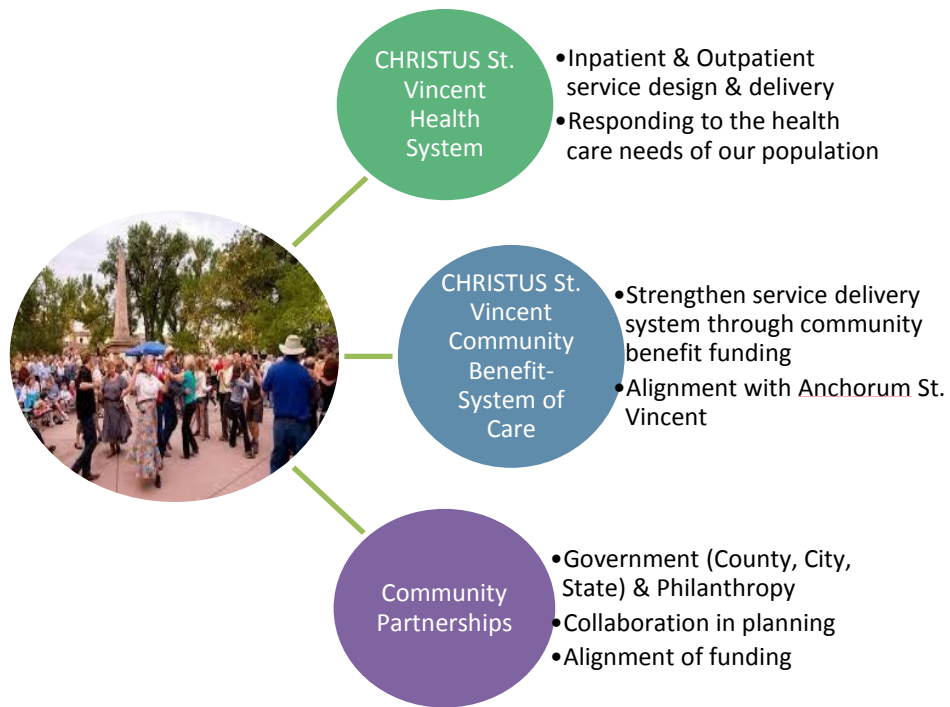 CHRISTUS St.
Vincent
Health
System
•Inpatient & Outpatient
service design & delivery
•Responding to the health
care needs of our population
CHRISTUS St.
Vincent
Community
Benefit-
System of
Care
•Strengthen service delivery
system through community
benefit funding
•Alignment with Anchorum St.
Vincent
Community
Partnerships
•Government (County, City,
State) & Philanthropy
•Collaboration in planning
•Alignment of funding